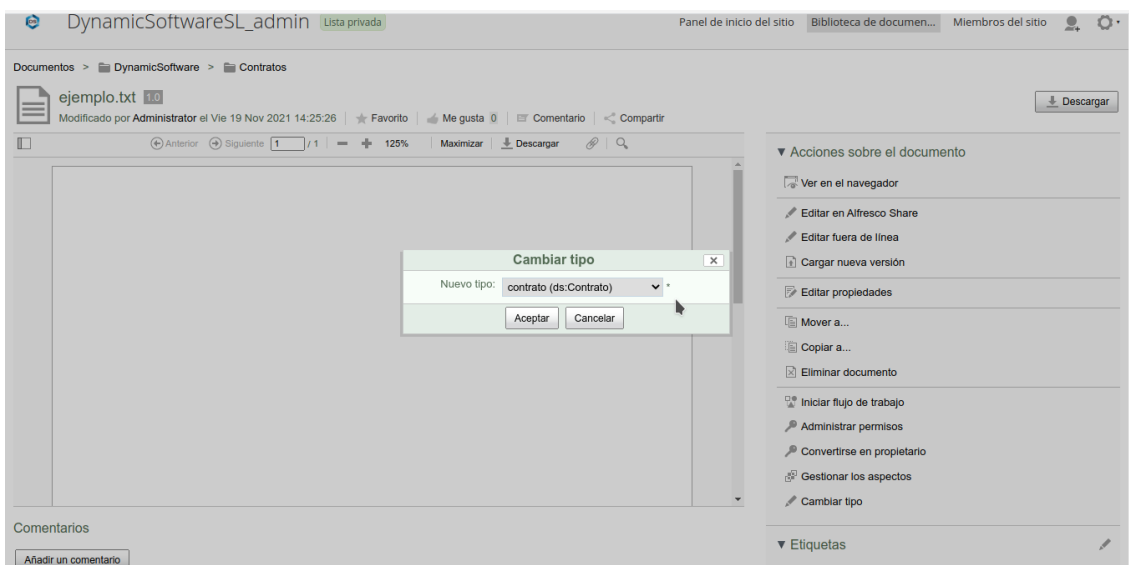 DynamicSoftwareSL_admin Lista privada Panel de inicio del sitio Biblioteca de documen... Miembros del sitio
Documentos > DynamicSoftware > Contratos
ejemplo.txt 1.0
Descargar
Modificado por Administrator el Vie 19 Nov 2021 14:25:26 Favorito Me gusta 0 Comentario Compartir
Anterior Siguiente 1 / 1 125% Maximizar Descargar
Cambiar tipo
Nuevo tipo: contrato (ds:Contrato) *
Aceptar Cancelar
Acciones sobre el documento
Ver en el navegador
Editar en Alfresco Share
Editar fuera de línea
Cargar nueva versión
Editar propiedades
Mover a...
Copiar a...
Eliminar documento
Iniciar flujo de trabajo
Administrar permisos
Convertirse en propietario
Gestionar los aspectos
Cambiar tipo
Comentarios
Añadir un comentario
Etiquetas